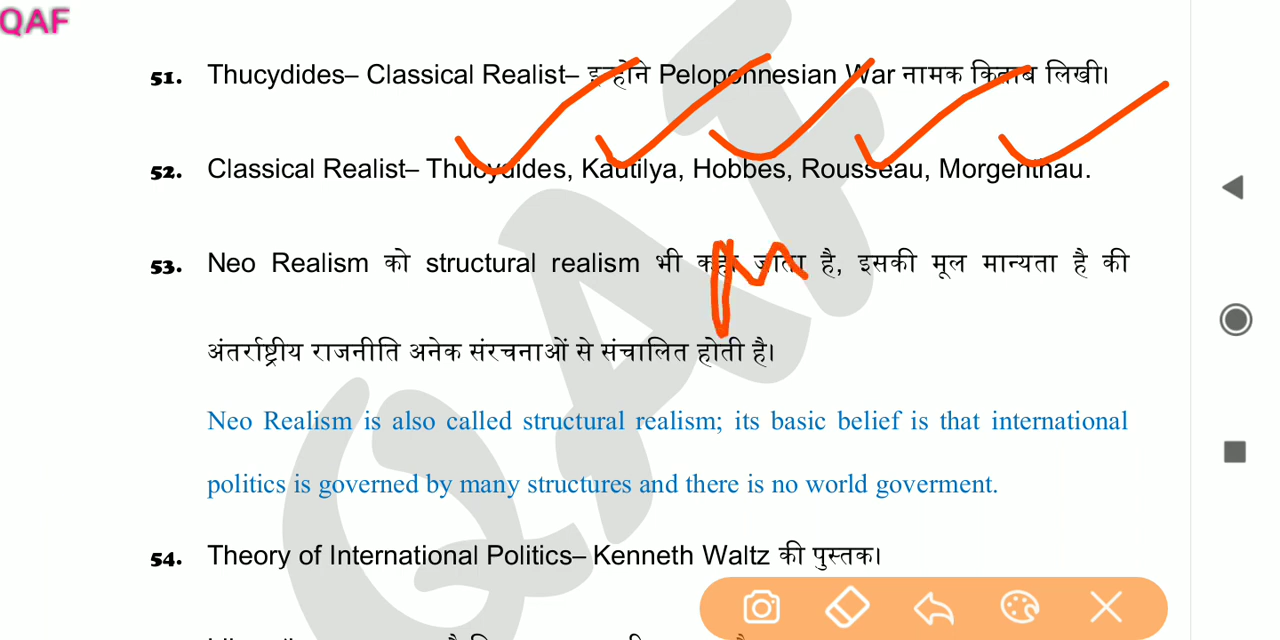 QAF
51. Thucydides– Classical Realist– इन्होने Peloponnesian War नामक किताब लिखी।
52. Classical Realist– Thucydides, Kautilya, Hobbes, Rousseau, Morgenthau.
53. Neo Realism को structural realism भी कहा जाता है, इसकी मूल मान्यता है की
अंतर्राष्ट्रीय राजनीति अनेक संरचनाओं से संचालित होती है।
Neo Realism is also called structural realism; its basic belief is that international
politics is governed by many structures and there is no world goverment.
54. Theory of International Politics– Kenneth Waltz की पुस्तक।